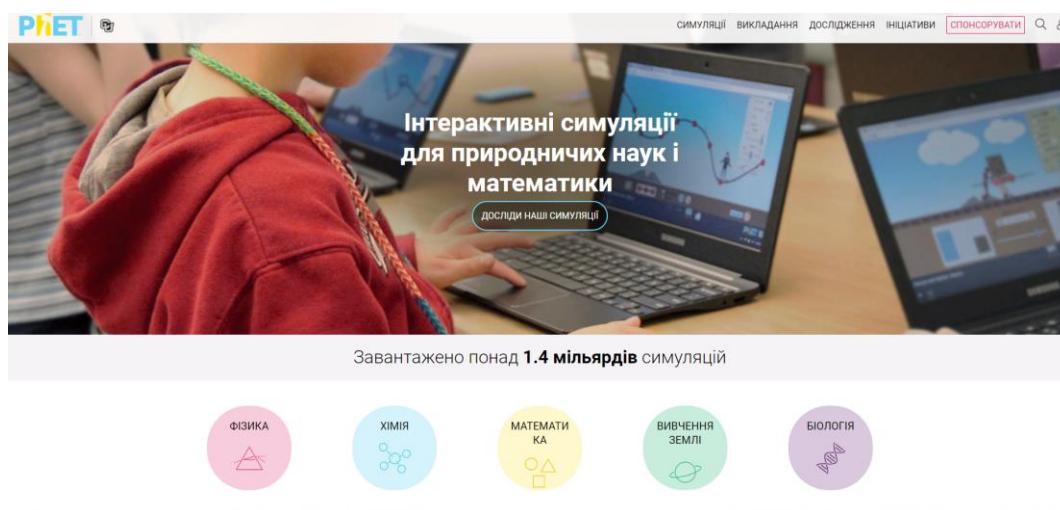 PhET
СИМУЛЯЦІЇ ВИКЛАДАННЯ ДОСЛІДЖЕННЯ ІНІЦІАТИВИ СПОНСОРУВАТИ
Інтерактивні симуляції
для природничих наук і
математики
ДОСЛІДИ НАШІ СИМУЛЯЦІЇ
Завантажено понад 1.4 мільярдів симуляцій
ФІЗИКА
ХІМІЯ
МАТЕМАТИ
КА
ВИВЧЕННЯ
ЗЕМЛІ
БІОЛОГІЯ